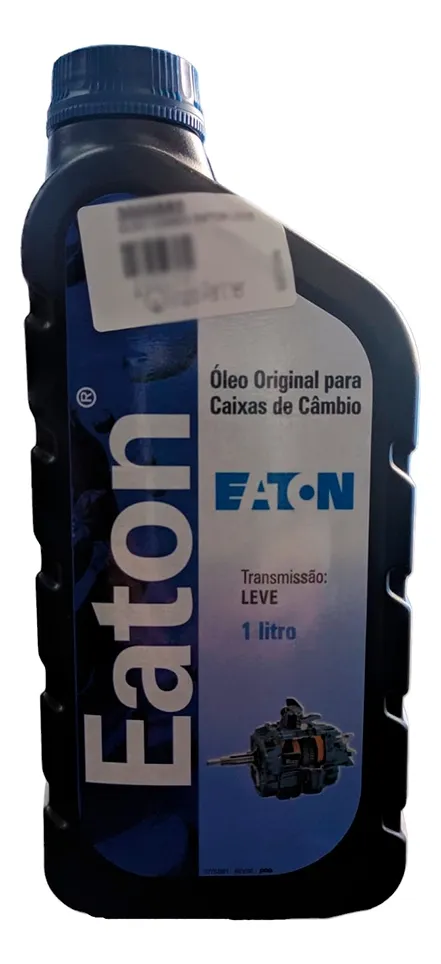 Eaton®
Óleo Original para
Caixas de Câmbio
EATON
Transmissão:
LEVE
1 litro